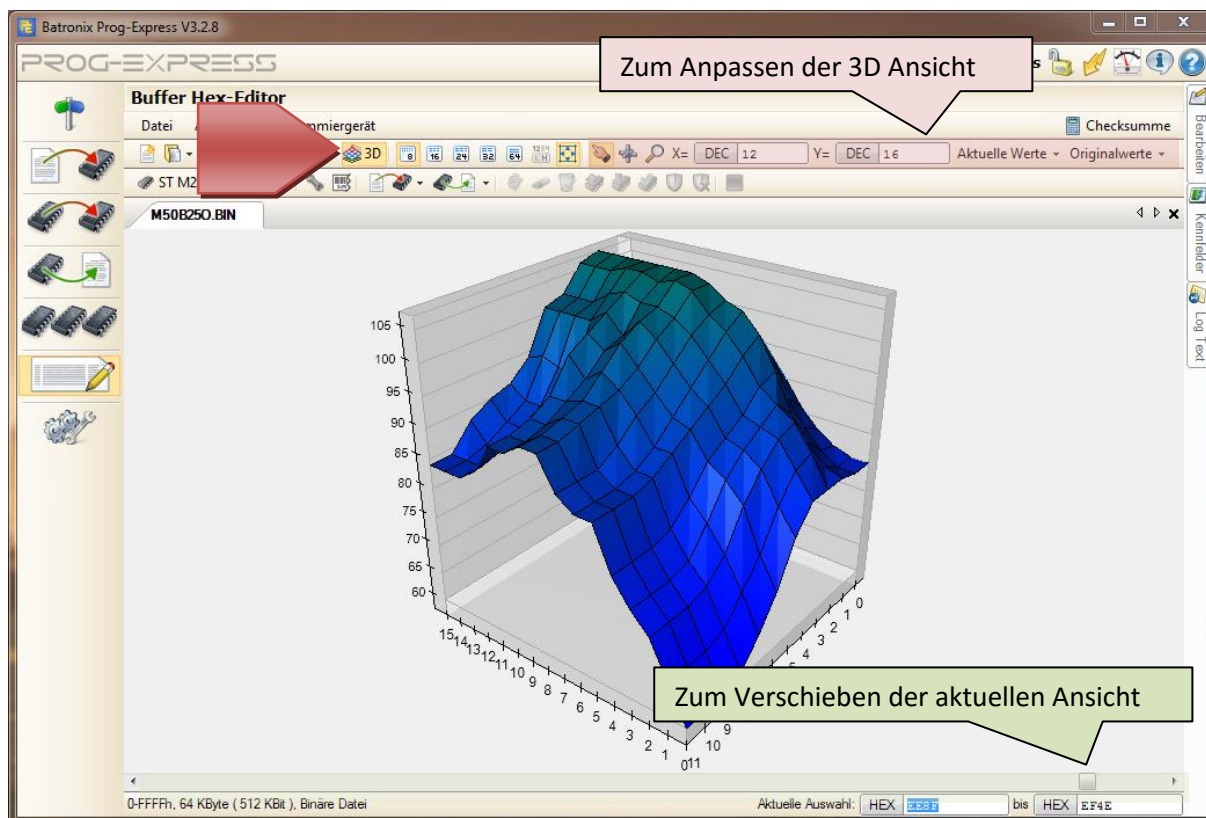 Batronix Prog-Express V3.2.8
PROG-EXPRESS
s
Zum Anpassen der 3D Ansicht
Buffer Hex-Editor
Datei
mmiergerät
Checksumme
3D
8
16
24
32
64
X= DEC 12
Y= DEC 16
Aktuelle Werte
Originalwerte
ST M2
M50B25O.BIN
Bearbeiten
Kennfelder
Log Text
105
100
95
90
85
80
75
70
65
60
15
14
13
12
11
10
9
8
7
6
5
4
3
2
1
0
0
1
2
3
4
9
10
11
Zum Verschieben der aktuellen Ansicht
0-FFFFh, 64 KByte ( 512 KBit ), Binäre Datei
Aktuelle Auswahl: HEX EE8F bis HEX EF4E